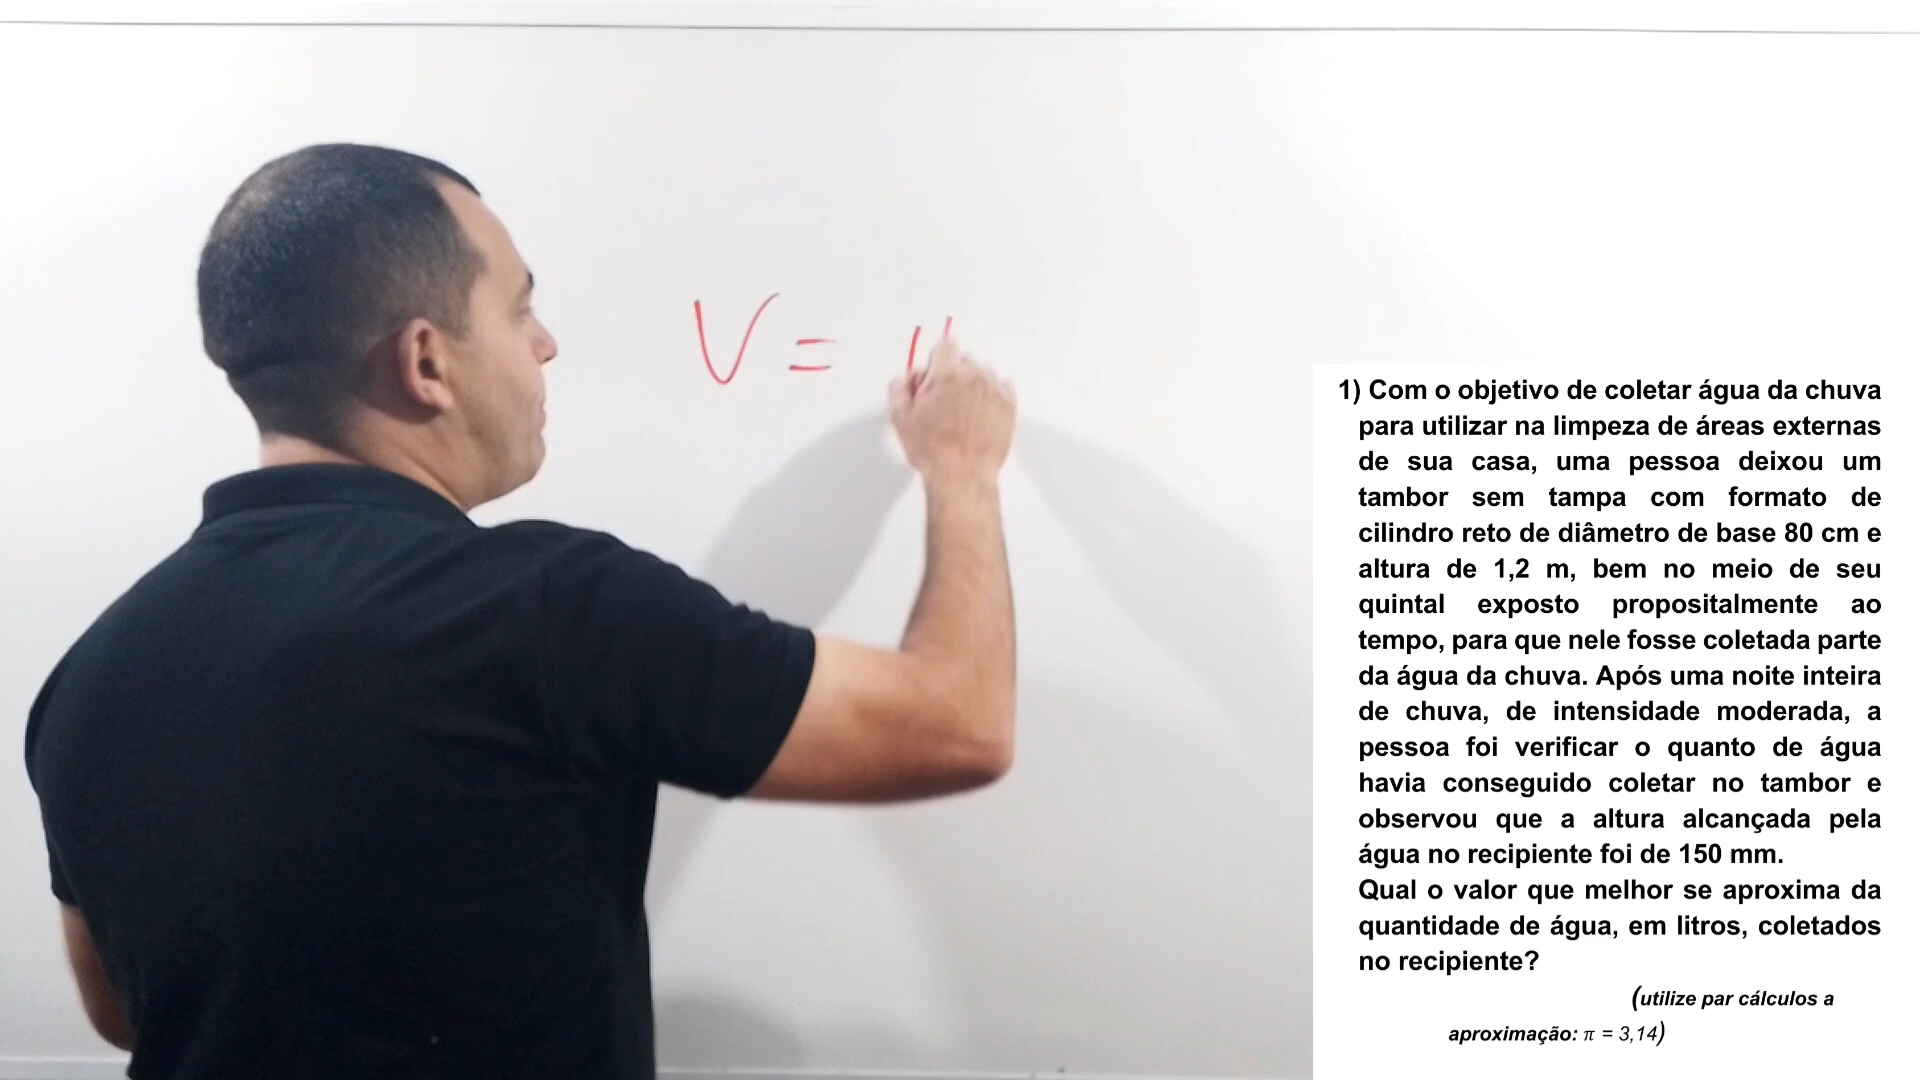 V =
1) Com o objetivo de coletar água da chuva
para utilizar na limpeza de áreas externas
de sua casa, uma pessoa deixou um
tambor sem tampa com formato de
cilindro reto de diâmetro de base 80 cm e
altura de 1,2 m, bem no meio de seu
quintal exposto propositalmente ao
tempo, para que nele fosse coletada parte
da água da chuva. Após uma noite inteira
de chuva, de intensidade moderada, a
pessoa foi verificar o quanto de água
havia conseguido coletar no tambor e
observou que a altura alcançada pela
água no recipiente foi de 150 mm.
Qual o valor que melhor se aproxima da
quantidade de água, em litros, coletados
no recipiente?
(utilize par cálculos a
aproximação: π = 3,14)